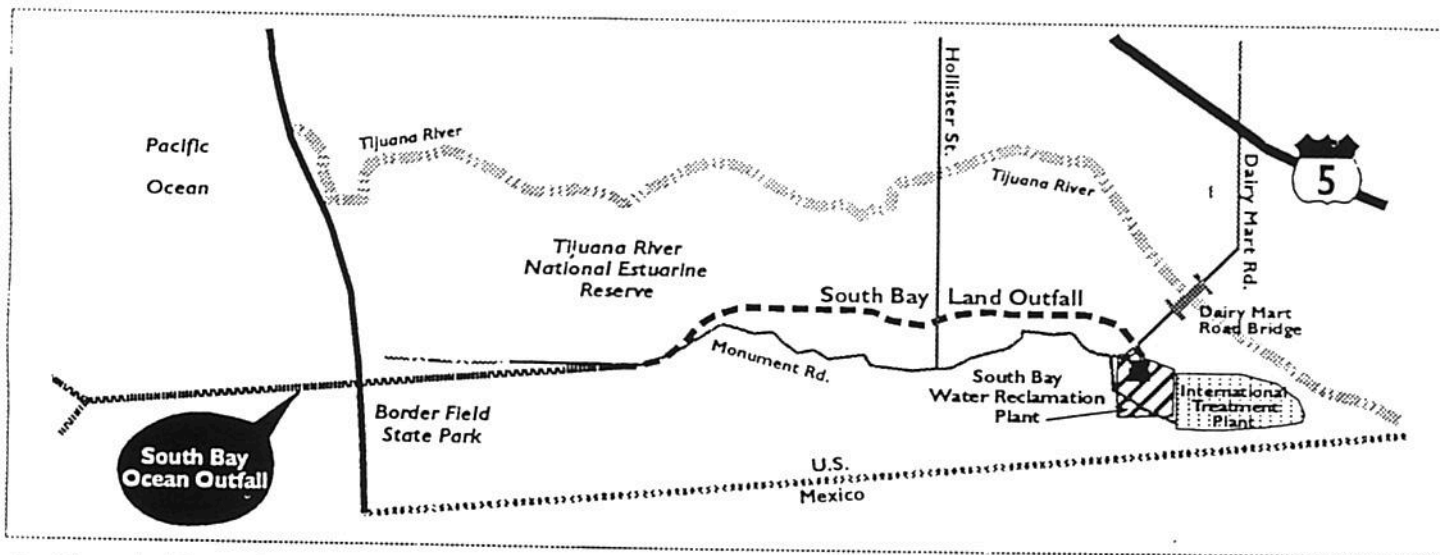 Pacific
Ocean
Tijuana River
Hollister St.
Tijuana River
Dairy Mart Rd.
5
Tijuana River
National Estuarine
Reserve
South Bay Land Outfall
Dairy Mart
Road Bridge
Monument Rd.
South Bay
Water Reclamation
Plant
International
Treatment
Plant
Border Field
State Park
South Bay
Ocean Outfall
U.S.
Mexico